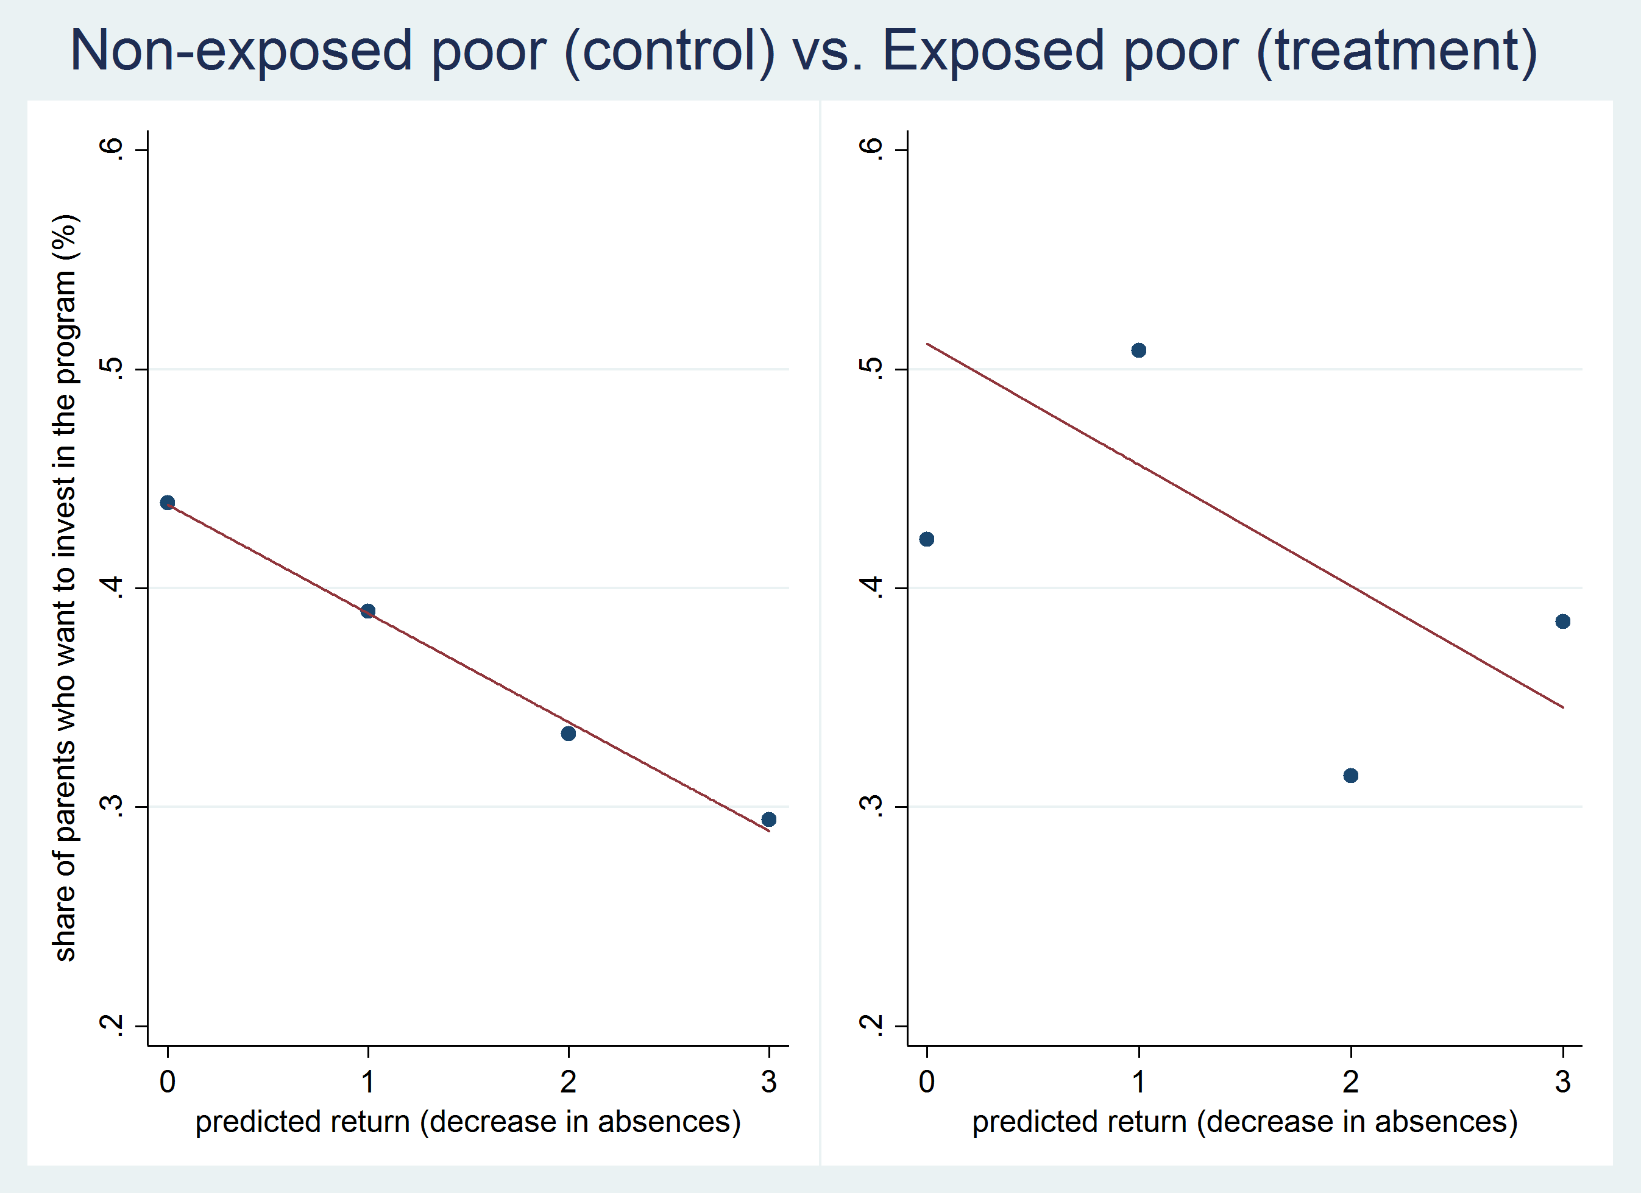 Non-exposed poor (control) vs. Exposed poor (treatment)
share of parents who want to invest in the program (%)
.6
.5
.4
.3
.2
0 1 2 3
predicted return (decrease in absences)
.6
.5
.4
.3
.2
0 1 2 3
predicted return (decrease in absences)